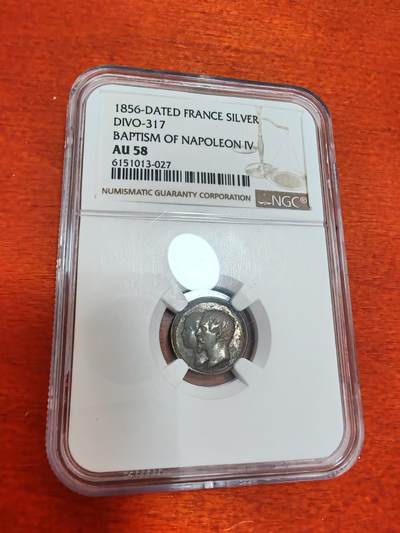 1856-DATED FRANCE SILVER
DIVO-317
BAPTISM OF NAPOLEON IV
AU 58
6151013-027
NUMISMATIC GUARANTY CORPORATION
NGC®